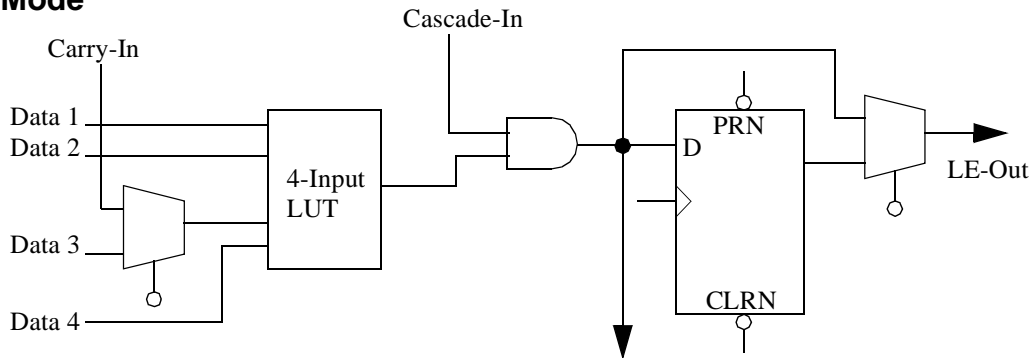 Mode
Cascade-In
Carry-In
Data 1
Data 2
Data 3
Data 4
4-Input
LUT
PRN
D
CLRN
LE-Out